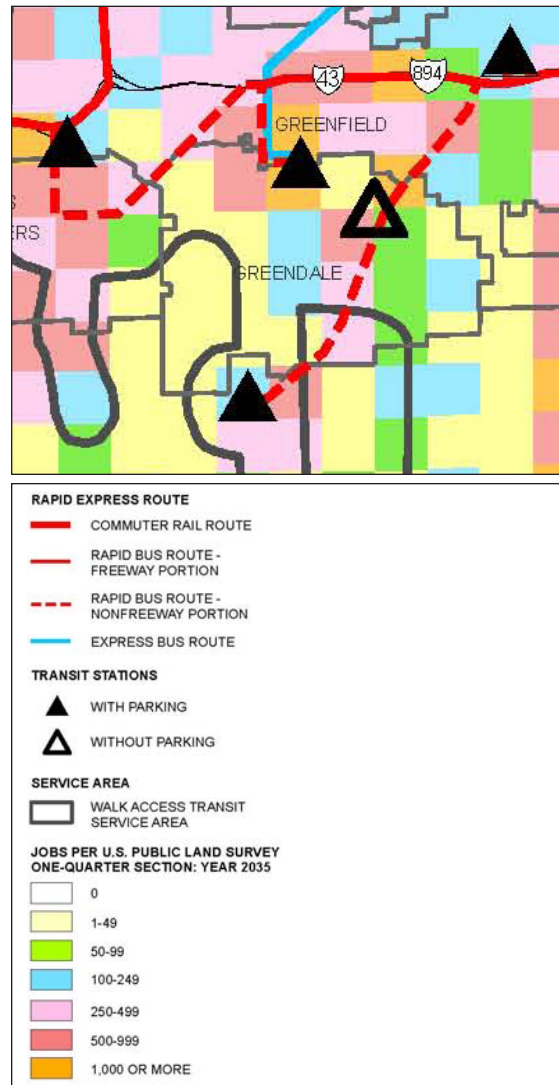 43
894
GREENFIELD
S
ERS
GREENDALE
RAPID EXPRESS ROUTE
COMMUTER RAIL ROUTE
RAPID BUS ROUTE -
FREEWAY PORTION
RAPID BUS ROUTE -
NONFREEWAY PORTION
EXPRESS BUS ROUTE
TRANSIT STATIONS
WITH PARKING
WITHOUT PARKING
SERVICE AREA
WALK ACCESS TRANSIT
SERVICE AREA
JOBS PER U.S. PUBLIC LAND SURVEY
ONE-QUARTER SECTION: YEAR 2035
0
1-49
50-99
100-249
250-499
500-999
1,000 OR MORE